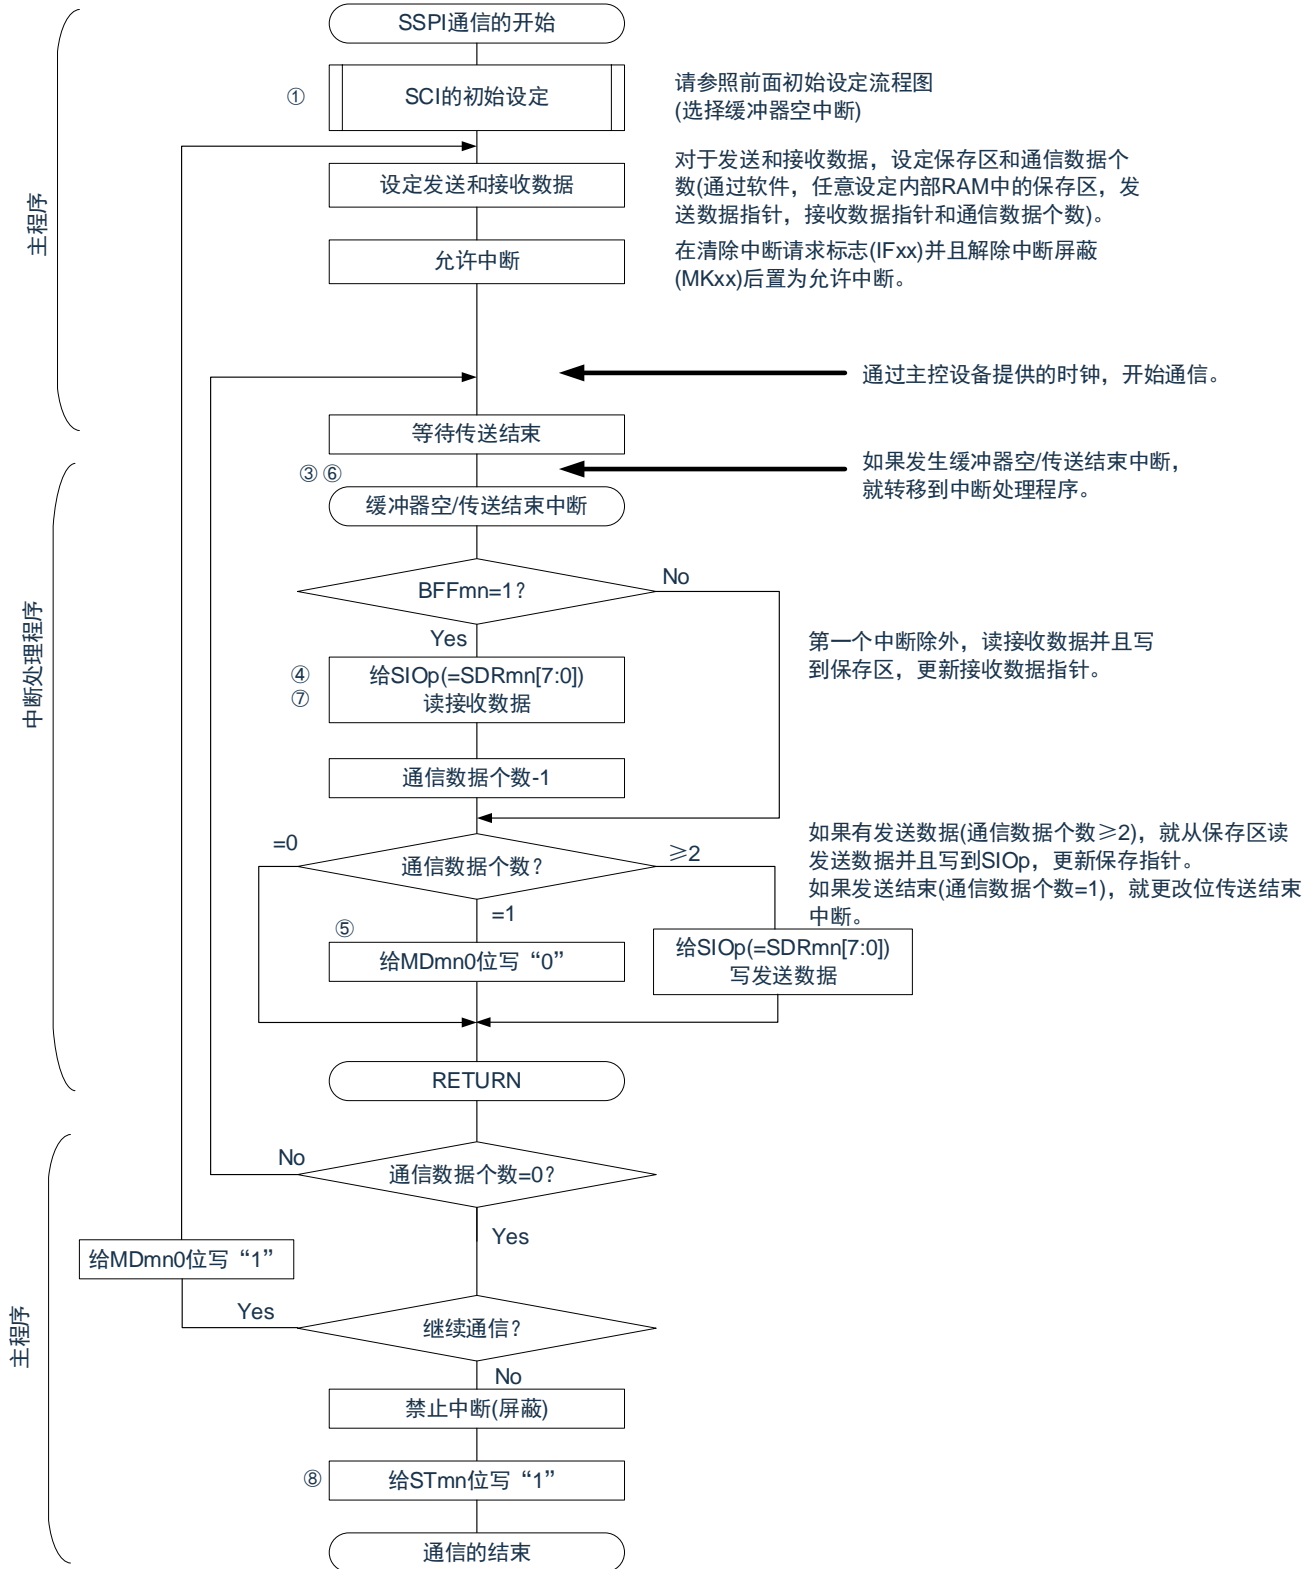 SSPI通信的开始
①
SCI的初始设定
请参照前面初始设定流程图
(选择缓冲器空中断)
设定发送和接收数据
对于发送和接收数据，设定保存区和通信数据个
数(通过软件，任意设定内部RAM中的保存区，发
送数据指针，接收数据指针和通信数据个数)。
主程序
允许中断
在清除中断请求标志(IFxx)并且解除中断屏蔽
(MKxx)后置为允许中断。
通过主控设备提供的时钟，开始通信。
等待传送结束
③⑥
如果发生缓冲器空/传送结束中断，
就转移到中断处理程序。
缓冲器空/传送结束中断
BFFmn=1？
No
Yes
中断处理程序
④
⑦
给SIOp(=SDRmn[7:0])
读接收数据
第一个中断除外，读接收数据并且写
到保存区，更新接收数据指针。
通信数据个数-1
=0
通信数据个数？
≥2
=1
如果有发送数据(通信数据个数≥2)，就从保存区读
发送数据并且写到SIOp，更新保存指针。
如果发送结束(通信数据个数=1)，就更改位传送结束
中断。
⑤
给MDmn0位写“0”
给SIOp(=SDRmn[7:0])
写发送数据
RETURN
No
通信数据个数=0？
Yes
给MDmn0位写“1”
Yes
继续通信？
主程序
No
禁止中断(屏蔽)
⑧
给STmn位写“1”
通信的结束